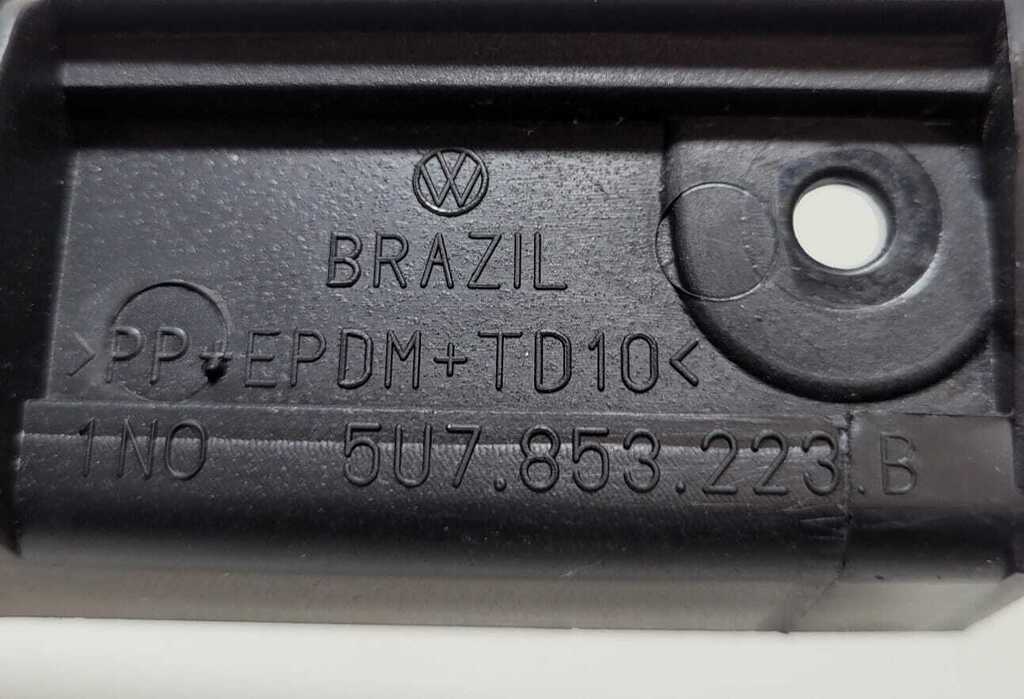 BRAZIL
>PP+EPDM+TD10<
1NO 5U7.853.223.B